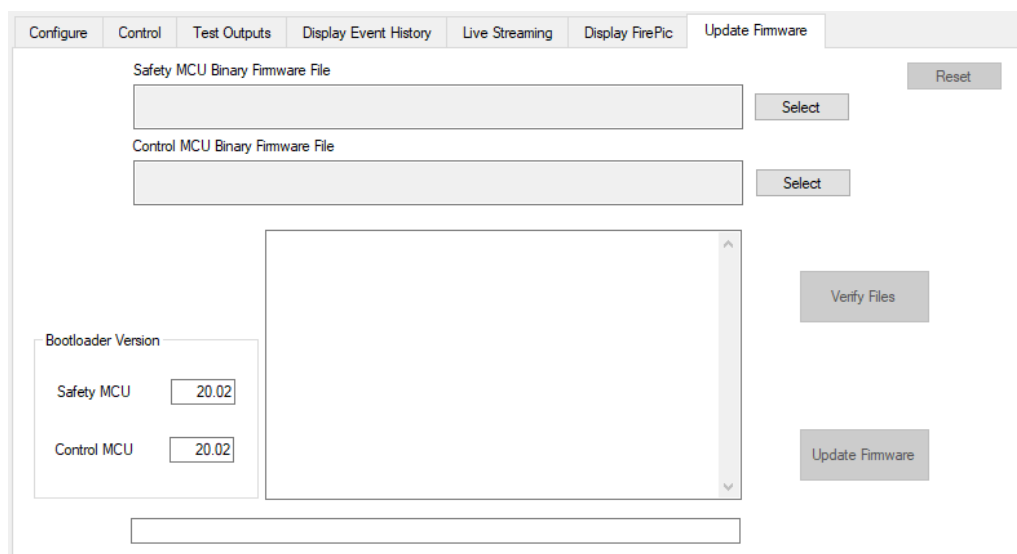 Configure Control Test Outputs Display Event History Live Streaming Display FirePic Update Firmware
Safety MCU Binary Firmware File
Reset
Select
Control MCU Binary Firmware File
Select
Verify Files
Bootloader Version
Safety MCU 20.02
Control MCU 20.02
Update Firmware